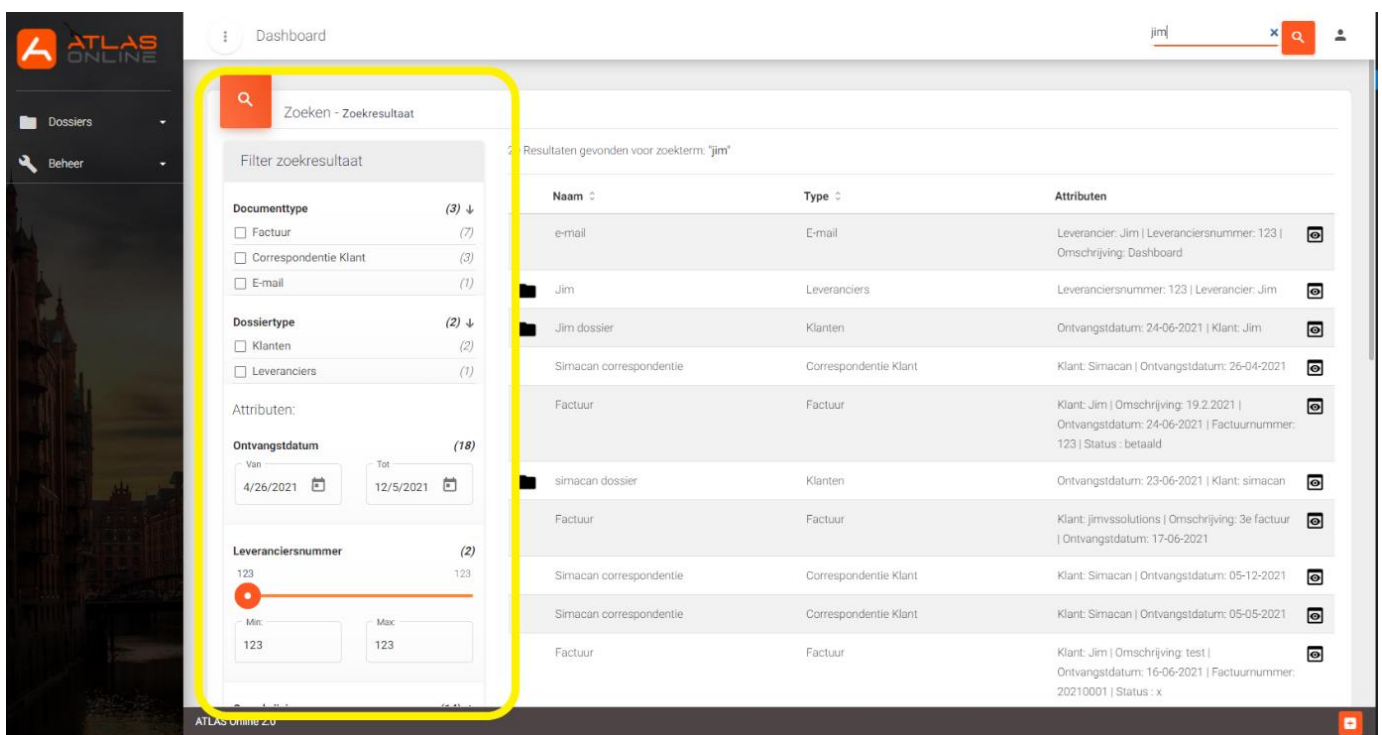 ATLAS
ONLINE
Dashboard
jim
Dossiers
Beheer
Zoeken - Zoekresultaat
Filter zoekresultaat
Documenttype (3)
Factuur (7)
Correspondentie Klant (3)
E-mail (1)
Dossiertype (2)
Klanten (2)
Leveranciers (1)
Attributen:
Ontvangstdatum (18)
Van Tot
4/26/2021 12/5/2021
Leveranciersnummer (2)
123 123
Min: Max:
123 123
Resultaten gevonden voor zoekterm: "jim"
Naam Type Attributen
e-mail E-mail Leverancier: Jim | Leveranciersnummer: 123 |
Omschrijving: Dashboard
Jim Leveranciers Leveranciersnummer: 123 | Leverancier: Jim
Jim dossier Klanten Ontvangstdatum: 24-06-2021 | Klant: Jim
Simacan correspondentie Correspondentie Klant Klant: Simacan | Ontvangstdatum: 26-04-2021
Factuur Factuur Klant: Jim | Omschrijving: 19.2.2021 |
Ontvangstdatum: 24-06-2021 | Factuurnummer:
123 | Status : betaald
simacan dossier Klanten Ontvangstdatum: 23-06-2021 | Klant: simacan
Factuur Factuur Klant: jimvssolutions | Omschrijving: 3e factuur
| Ontvangstdatum: 17-06-2021
Simacan correspondentie Correspondentie Klant Klant: Simacan | Ontvangstdatum: 05-12-2021
Simacan correspondentie Correspondentie Klant Klant: Simacan | Ontvangstdatum: 05-05-2021
Factuur Factuur Klant: Jim | Omschrijving: test |
Ontvangstdatum: 16-06-2021 | Factuurnummer:
20210001 | Status : x
ATLAS Online 2.0